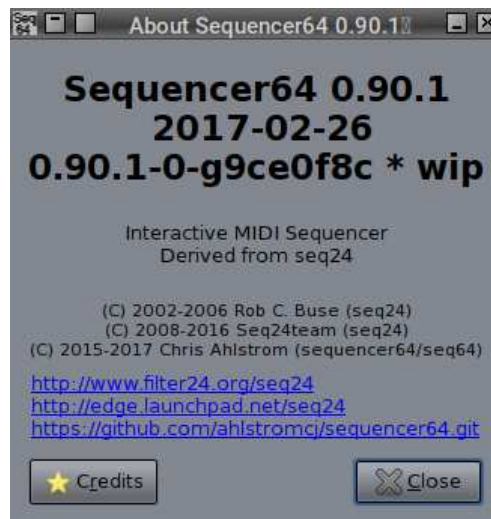 Seq
64
About Sequencer64 0.90.1
Sequencer64 0.90.1
2017-02-26
0.90.1-0-g9ce0f8c * wip
Interactive MIDI Sequencer
Derived from seq24
(C) 2002-2006 Rob C. Buse (seq24)
(C) 2008-2016 Seq24team (seq24)
(C) 2015-2017 Chris Ahlstrom (sequencer64/seq64)
http://www.filter24.org/seq24
http://edge.launchpad.net/seq24
https://github.com/ahlstromcj/sequencer64.git
Credits
Close